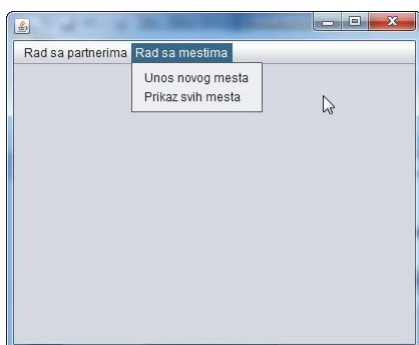 Rad sa partnerima Rad sa mestima
Unos novog mesta
Prikaz svih mesta